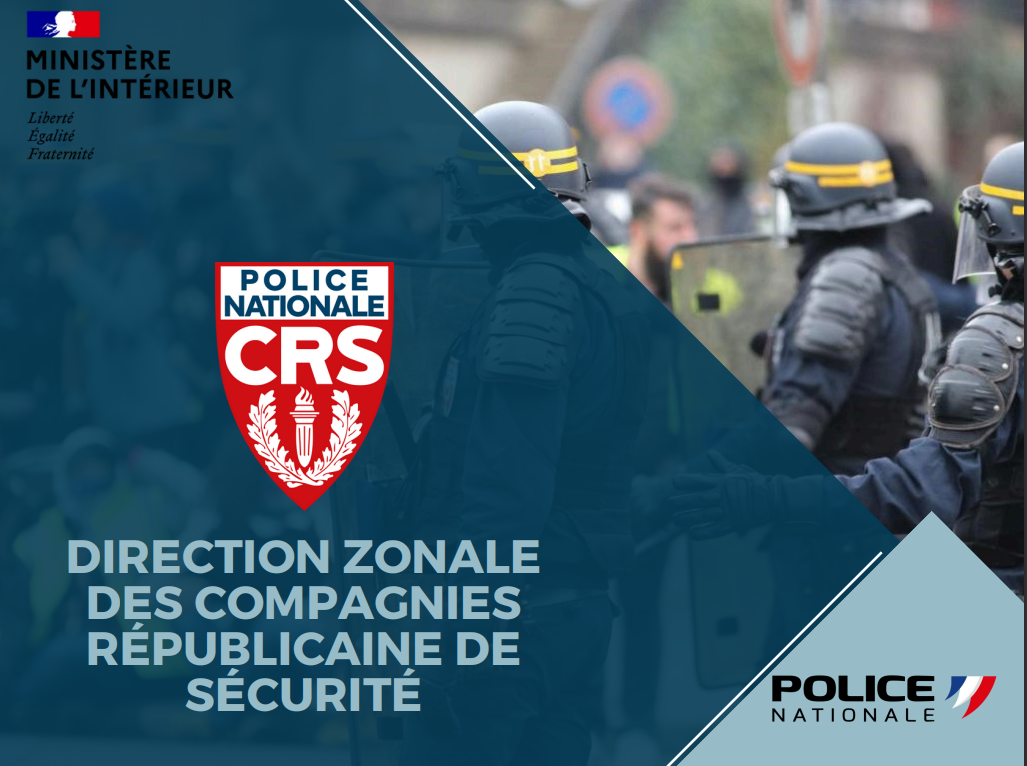 MINISTÈRE
DE L'INTÉRIEUR
Liberté
Égalité
Fraternité
POLICE
NATIONALE
CRS
DIRECTION ZONALE
DES COMPAGNIES
RÉPUBLICAINE DE
SÉCURITÉ
POLICE
NATIONALE